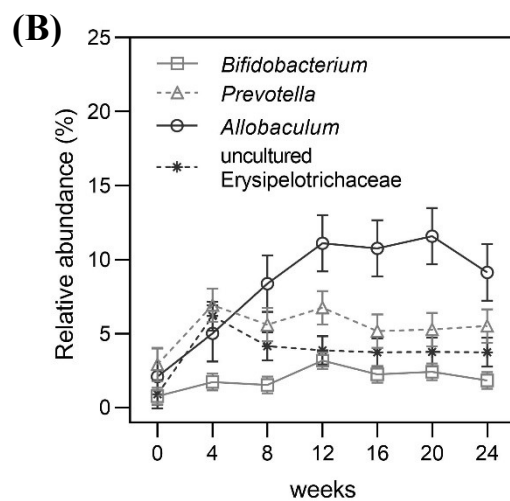 (B)
25
20
15
10
5
0
Relative abundance (%)
Bifidobacterium
Prevotella
Allobaculum
uncultured
Erysipelotrichaceae
0 4 8 12 16 20 24
weeks